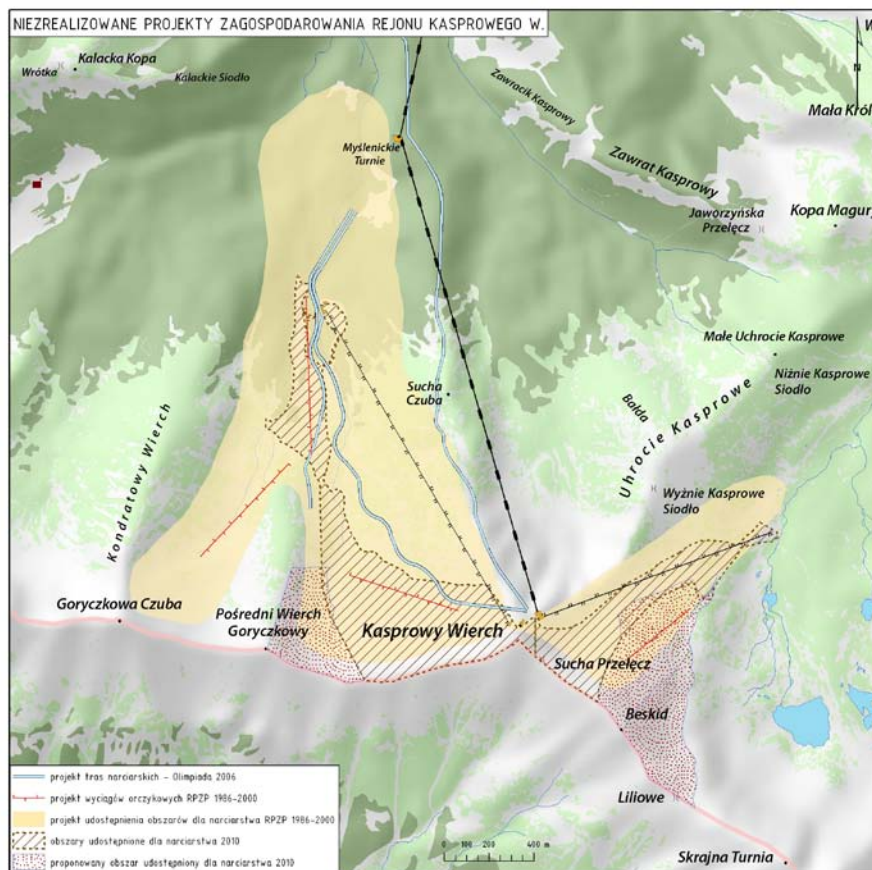 NIEZREALIZOWANE PROJEKTY ZAGOSPODAROWANIA REJONU KASPROWEGO W.
W
N
Kalacka Kopa
Wrótka
Kalackie Siodło
Zawracik Kasprowy
Mała Król
Myślenickie
Turnie
Zawrat Kasprowy
Jaworzyńska
Przełęcz
Kopa Magury
Małe Uchrocie Kasprowe
Niżnie Kasprowe
Siodło
Sucha
Czuba
Bałda
Uhrocie Kasprowe
Kondratowy Wierch
Wyżnie Kasprowe
Siodło
Goryczkowa Czuba
Pośredni Wierch
Goryczkowy
Kasprowy Wierch
Sucha Przełęcz
Beskid
Liliowe
Skrajna Turnia
projekt tras narciarskich – Olimpiada 2006
projekt wyciągów orczykowych RPZP 1986-2000
projekt udostępnienia obszarów dla narciarstwa RPZP 1986-2000
obszary udostępnione dla narciarstwa 2010
proponowany obszar udostępniony dla narciarstwa 2010
0 100 200 400 m